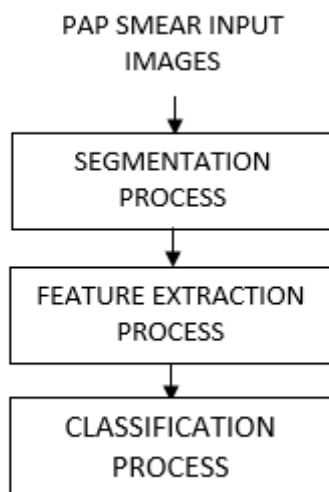 PAP SMEAR INPUT
IMAGES
SEGMENTATION
PROCESS
FEATURE EXTRACTION
PROCESS
CLASSIFICATION
PROCESS